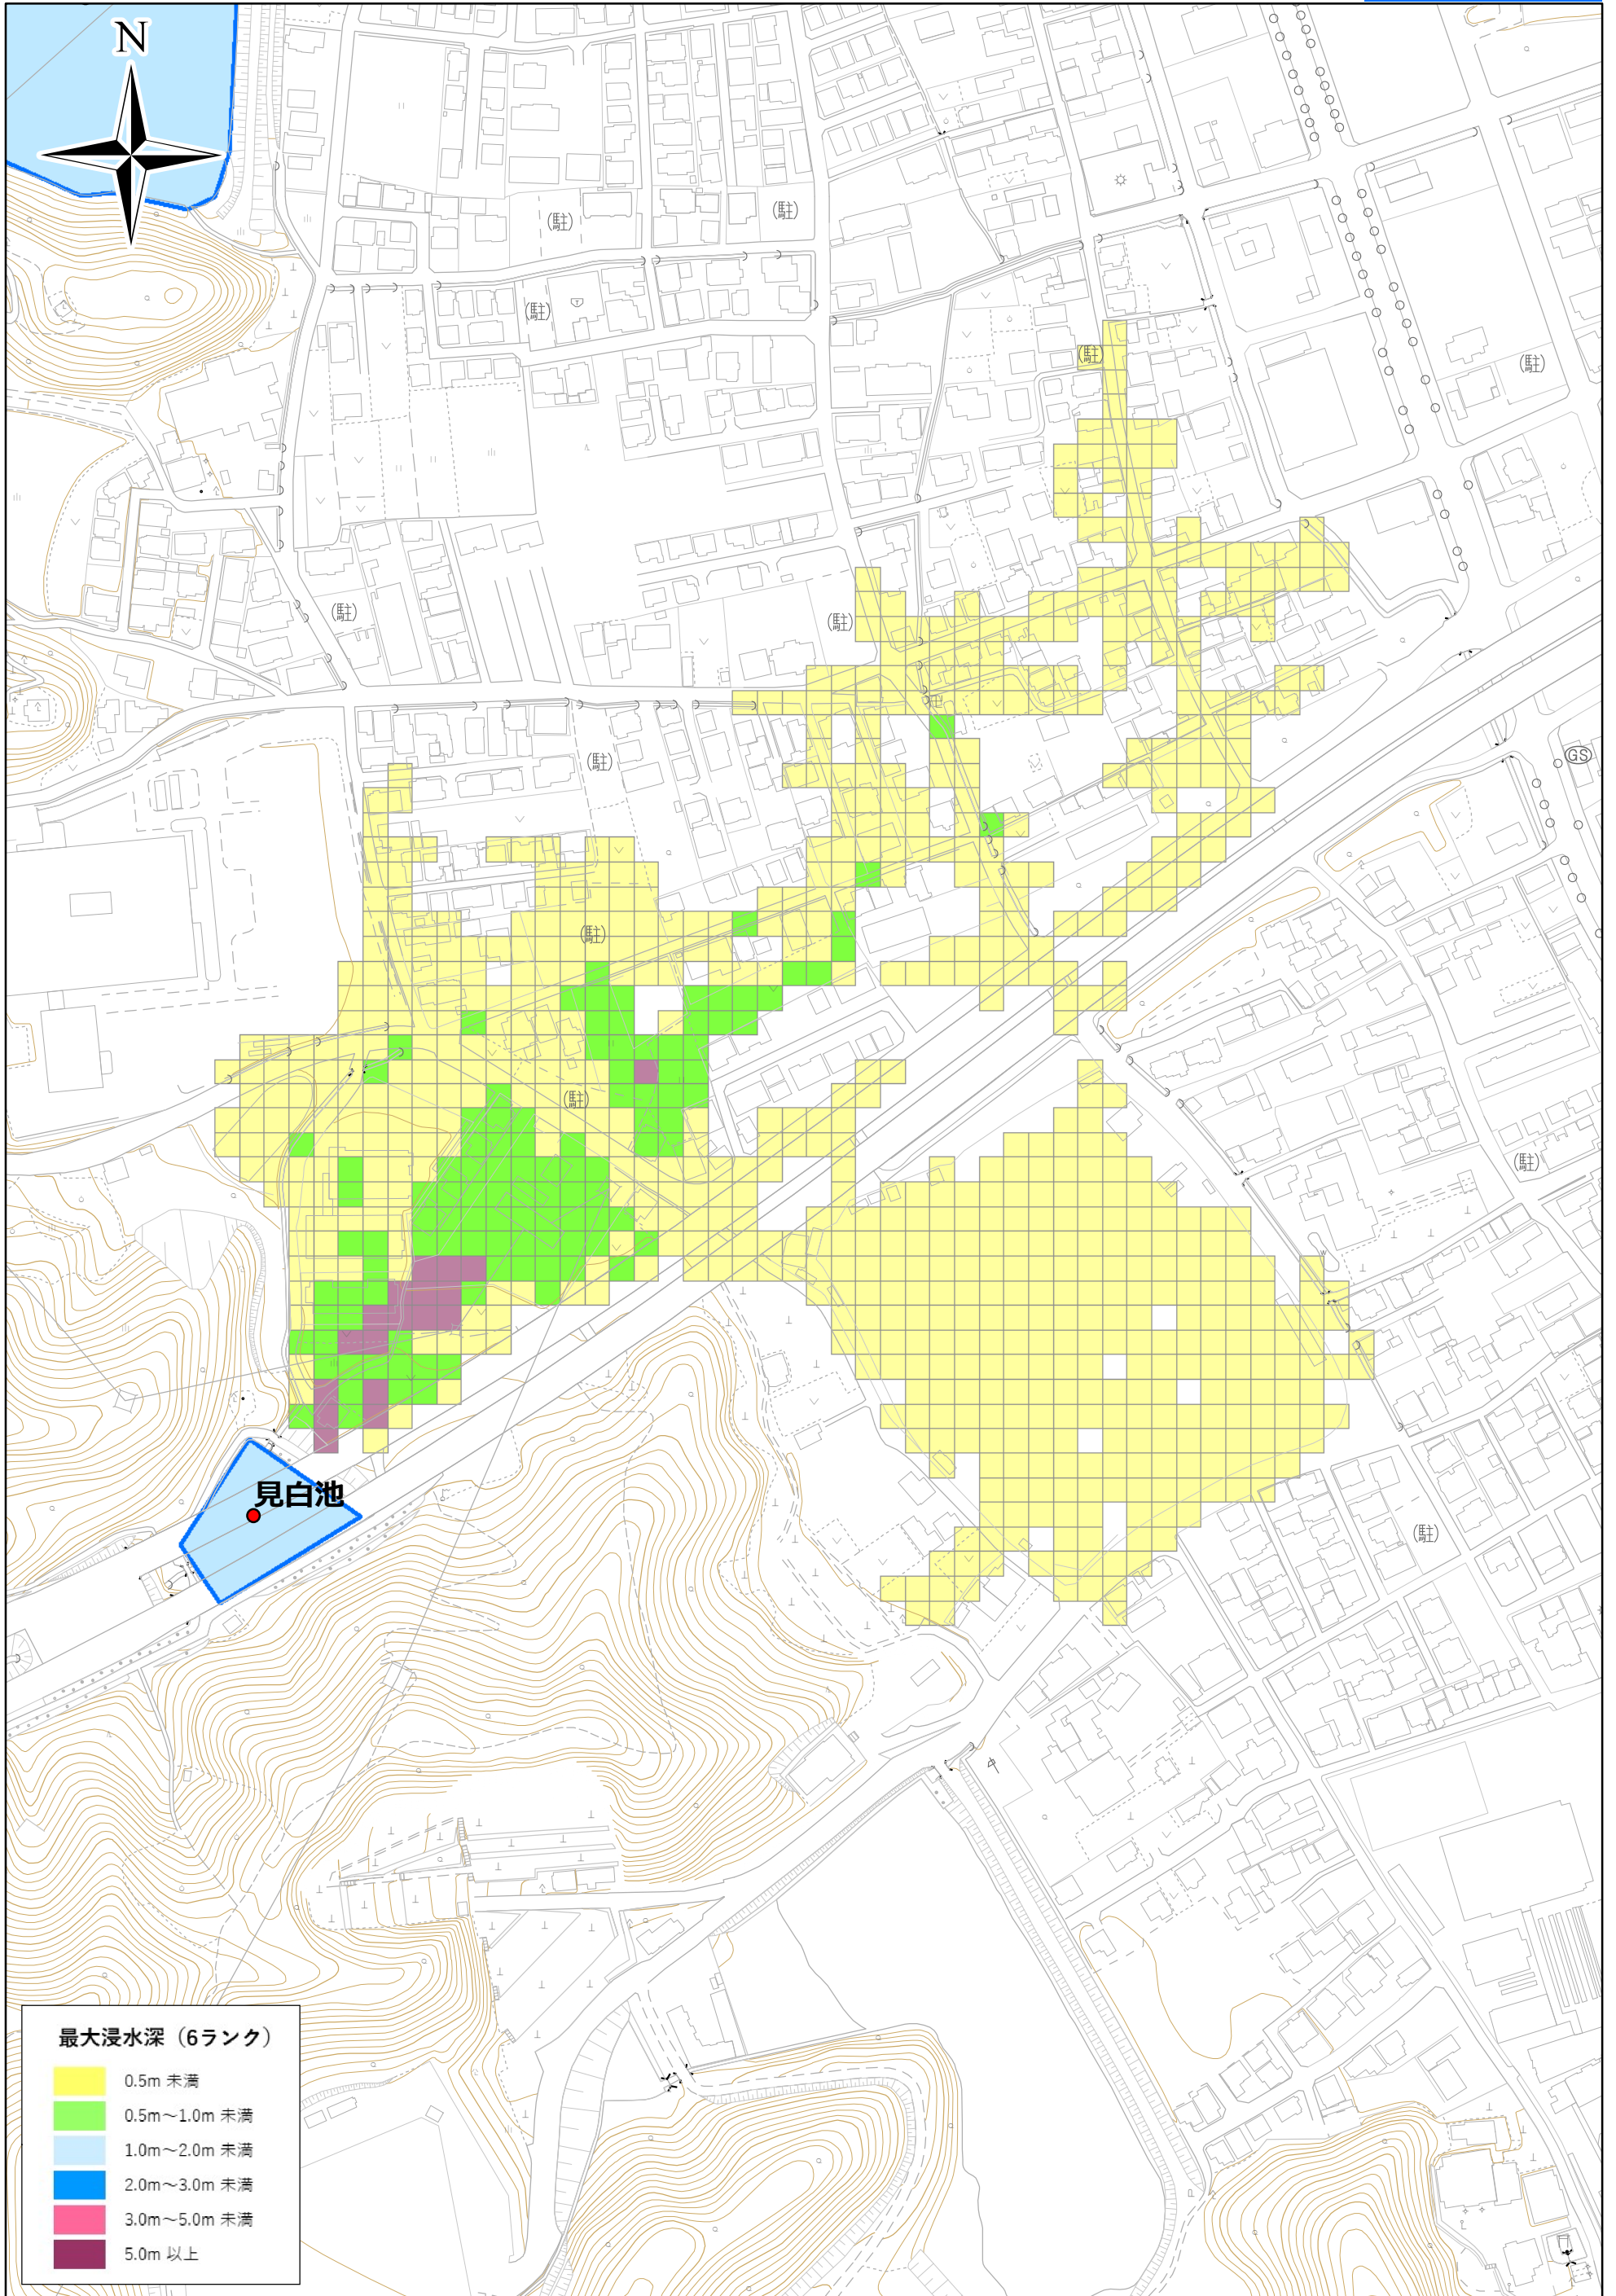 N
(駐)
(駐)
(駐)
(駐)
(駐)
(駐)
(駐)
(駐)
GS
(駐)
(駐)
(駐)
見白池
(駐)
最大浸水深（6ランク）
0.5m 未満
0.5m～1.0m 未満
1.0m～2.0m 未満
2.0m～3.0m 未満
3.0m～5.0m 未満
5.0m 以上